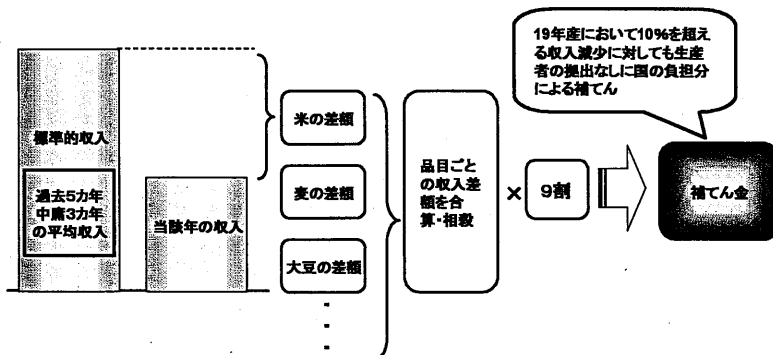 19年産において10%を超え
る収入減少に対しても生産
者の拠出なしに国の負担分
による補てん
標準的収入
過去5カ年
中庸3カ年
の平均収入
当該年の収入
米の差額
麦の差額
大豆の差額
・
・
・
品目ごと
の収入差
額を合
算・相殺
×
9割
補てん金